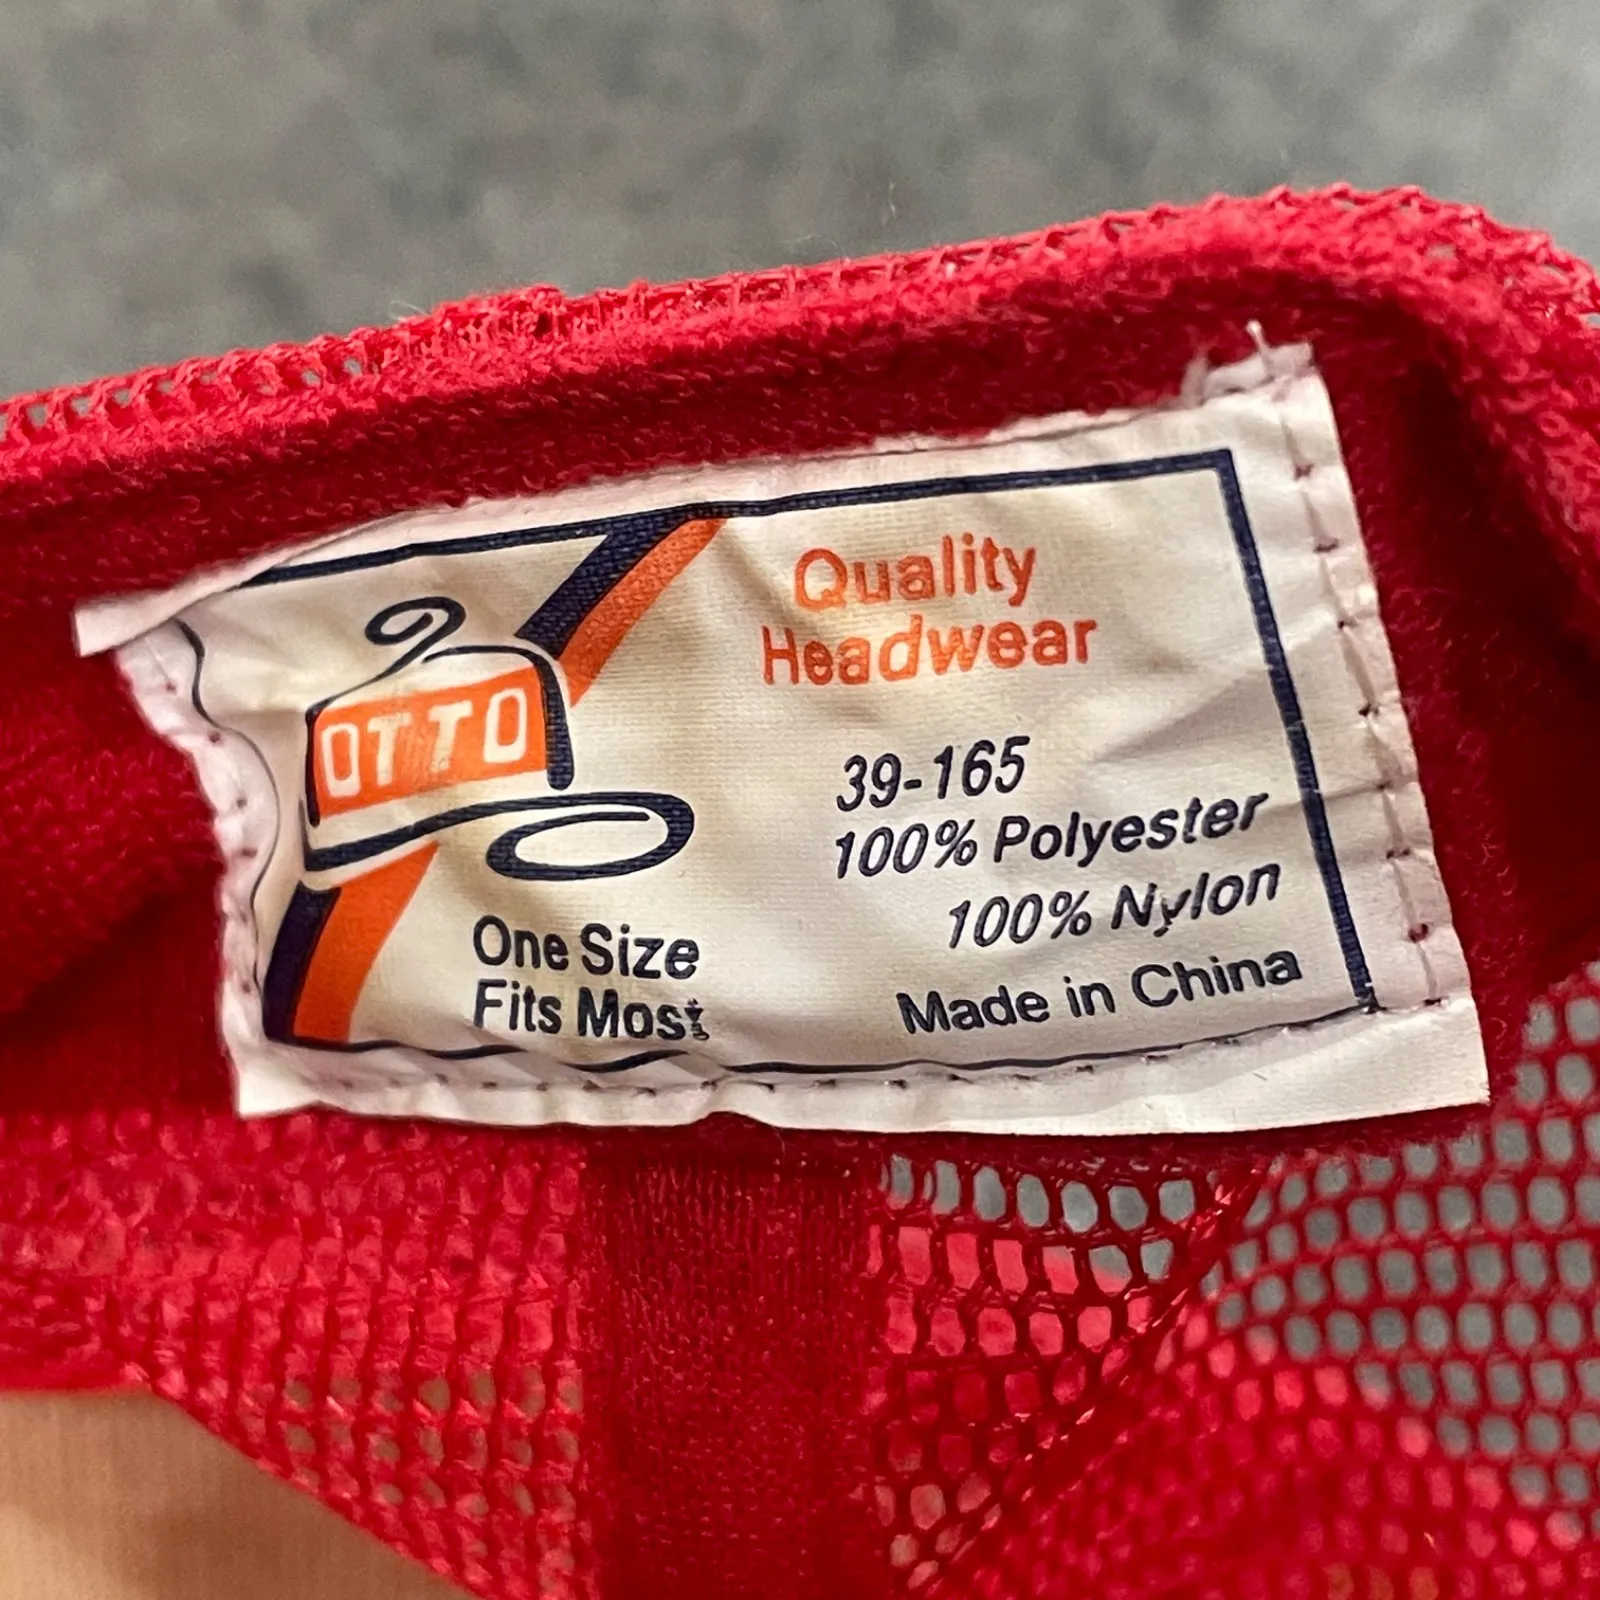 OTTO
Quality
Headwear
39-165
100% Polyester
100% Nylon
Made in China
One Size
Fits Most